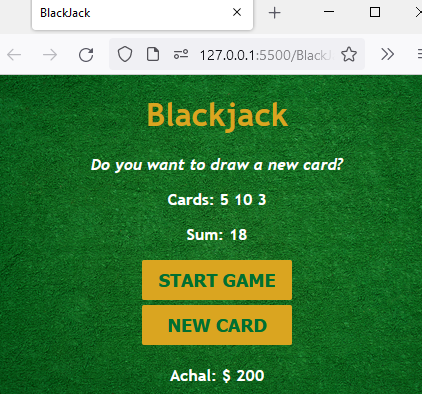 BlackJack
127.0.0.1:5500/BlackJ
Blackjack
Do you want to draw a new card?
Cards: 5 10 3
Sum: 18
START GAME
NEW CARD
Achal: $ 200